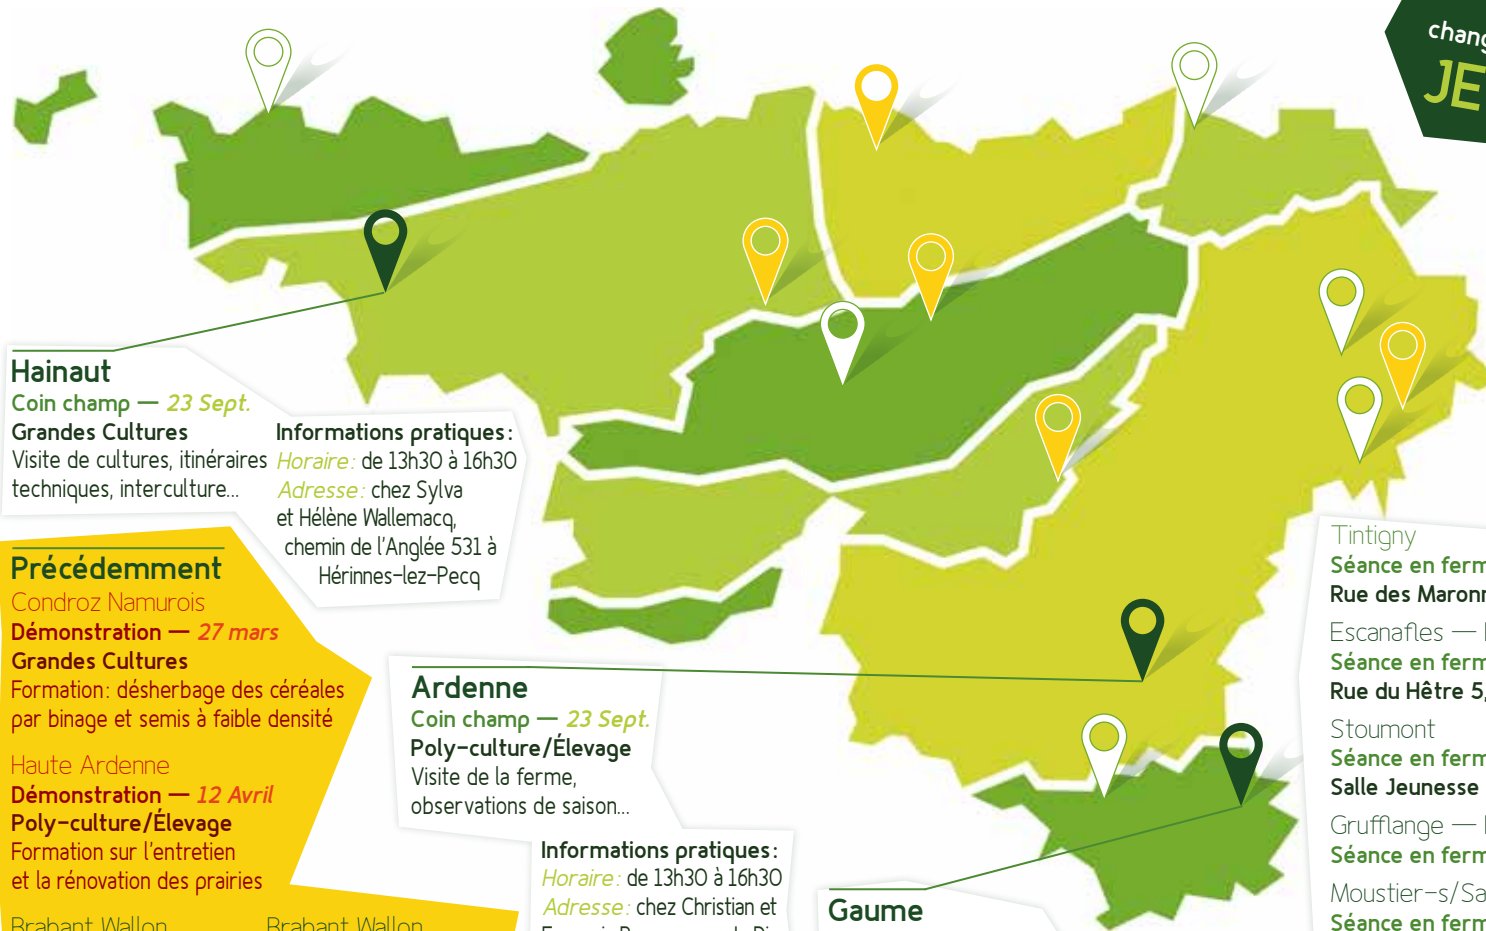 JE
Hainaut
Coin champ — 23 Sept.
Grandes Cultures
Visite de cultures, itinéraires
techniques, interculture...
Informations pratiques:
Horaire: de 13h30 à 16h30
Adresse: chez Sylva
et Hélène Wallemacq,
chemin de l'Anglée 531 à
Hérinnes-lez-Pecq
Précédemment
Condroz Namurois
Démonstration — 27 mars
Grandes Cultures
Formation: désherbage des céréales
par binage et semis à faible densité
Haute Ardenne
Démonstration — 12 Avril
Poly-culture/Élevage
Formation sur l'entretien
et la rénovation des prairies
Brabant Wallon
Brabant Wallon
Ardenne
Coin champ — 23 Sept.
Poly-culture/Élevage
Visite de la ferme,
observations de saison...
Informations pratiques:
Horaire: de 13h30 à 16h30
Adresse: chez Christian et
Gaume
Tintigny
Séance en ferm
Rue des Maronn
Escanafles —
Séance en ferm
Rue du Hêtre 5,
Stoumont
Séance en ferm
Salle Jeunesse
Grufflange —
Séance en ferm
Moustier-s/Sa
Séance en ferm